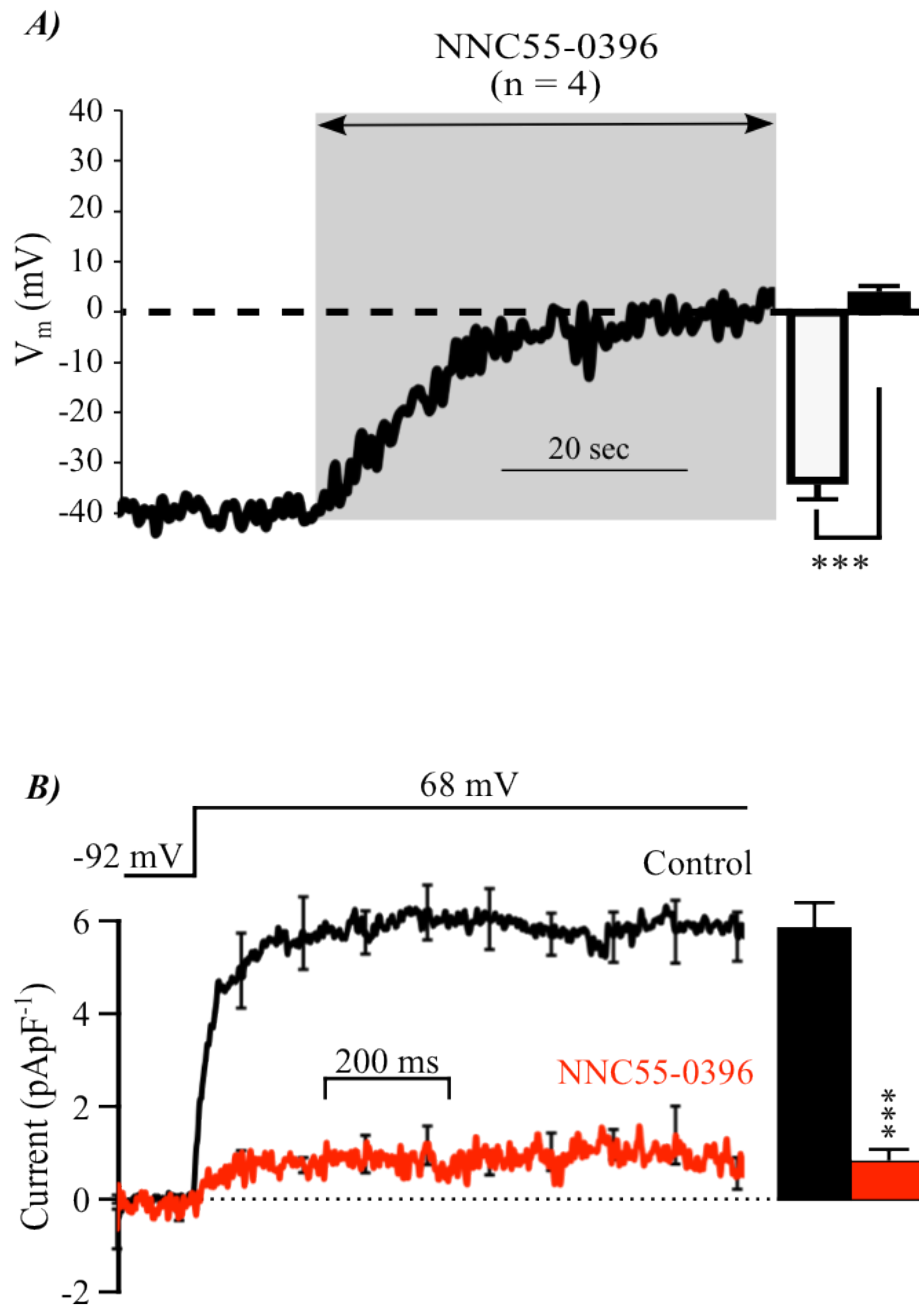 A)
NNC55-0396
(n = 4)
40
30
20
10
0
-10
-20
-30
-40
Vm (mV)
20 sec
***
B)
68 mV
-92 mV
Control
6
4
2
0
-2
Current (pApF-1)
200 ms
NNC55-0396
***